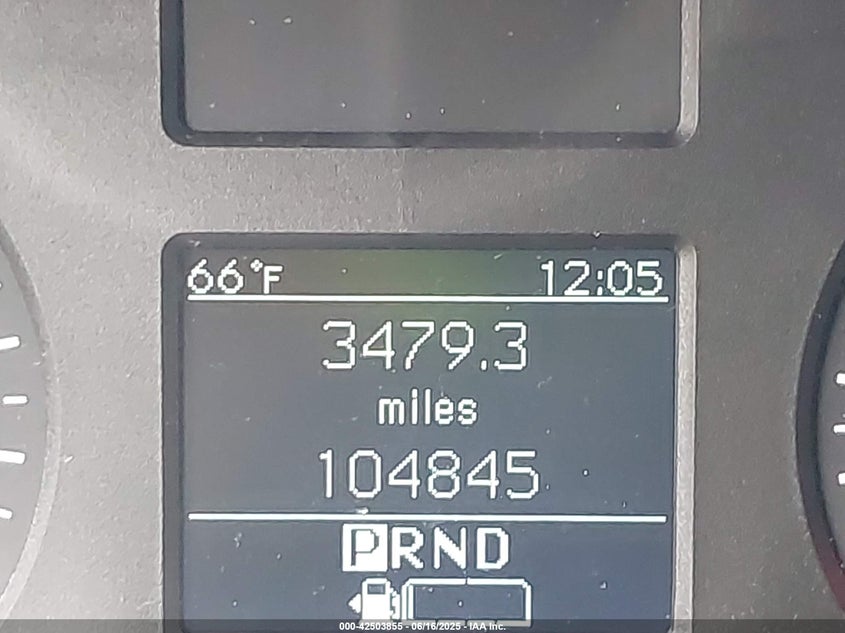 66°F 12:05
3479.3
miles
104845
PRND
000-42503855 - 06/16/2025 - IAA Inc.